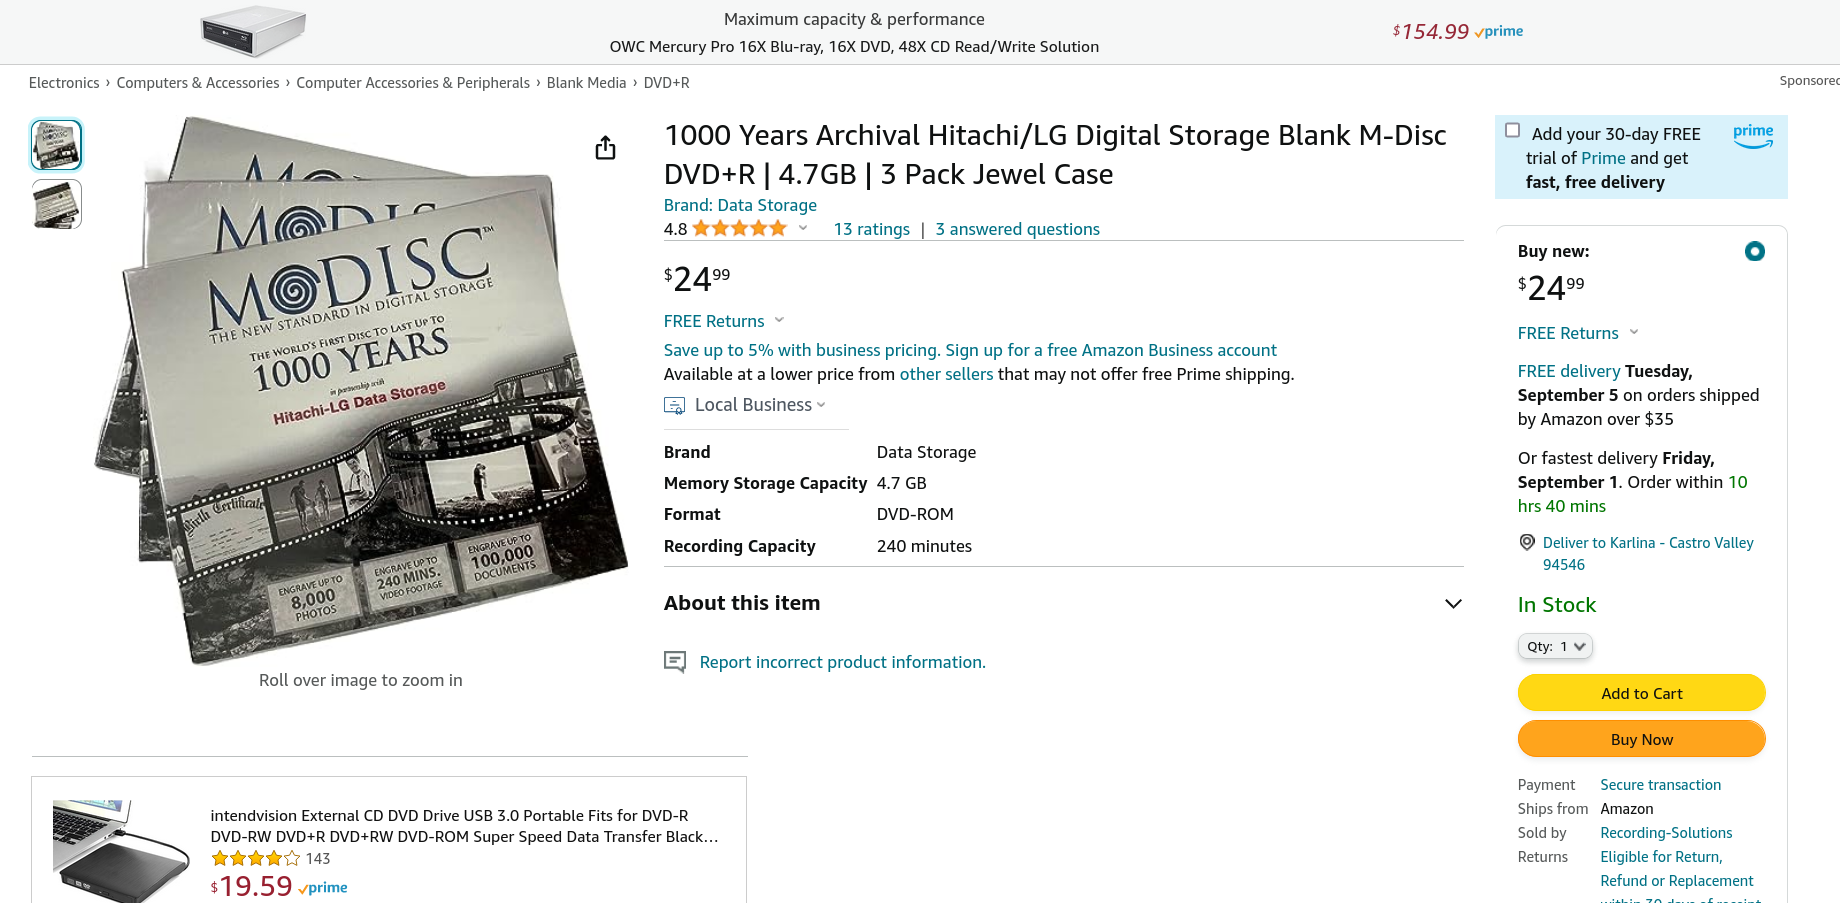 Maximum capacity & performance
OWC Mercury Pro 16X Blu-ray, 16X DVD, 48X CD Read/Write Solution
$154.99 prime
Electronics › Computers & Accessories › Computer Accessories & Peripherals › Blank Media › DVD+R
Sponsored
MODISC™
THE NEW STANDARD IN DIGITAL STORAGE
THE WORLD'S FIRST DISC TO LAST UP TO
1000 YEARS
in partnership with
Hitachi-LG Data Storage
Birth Certificate
ENGRAVE UP TO
8,000
PHOTOS
ENGRAVE UP TO
240 MINS.
VIDEO FOOTAGE
ENGRAVE UP TO
100,000
DOCUMENTS
Roll over image to zoom in
1000 Years Archival Hitachi/LG Digital Storage Blank M-Disc
DVD+R | 4.7GB | 3 Pack Jewel Case
Brand: Data Storage
4.8 13 ratings | 3 answered questions
$24 99
FREE Returns
Save up to 5% with business pricing. Sign up for a free Amazon Business account
Available at a lower price from other sellers that may not offer free Prime shipping.
Local Business
Brand Data Storage
Memory Storage Capacity 4.7 GB
Format DVD-ROM
Recording Capacity 240 minutes
About this item
Report incorrect product information.
Add your 30-day FREE
trial of Prime and get
fast, free delivery
prime
Buy new:
$24 99
FREE Returns
FREE delivery Tuesday,
September 5 on orders shipped
by Amazon over $35
Or fastest delivery Friday,
September 1. Order within 10
hrs 40 mins
Deliver to Karlina - Castro Valley
94546
In Stock
Qty: 1
Add to Cart
Buy Now
Payment Secure transaction
Ships from Amazon
Sold by Recording-Solutions
Returns Eligible for Return,
Refund or Replacement
within 30 days of receipt
intendvision External CD DVD Drive USB 3.0 Portable Fits for DVD-R
DVD-RW DVD+R DVD+RW DVD-ROM Super Speed Data Transfer Black...
143
$19.59 prime